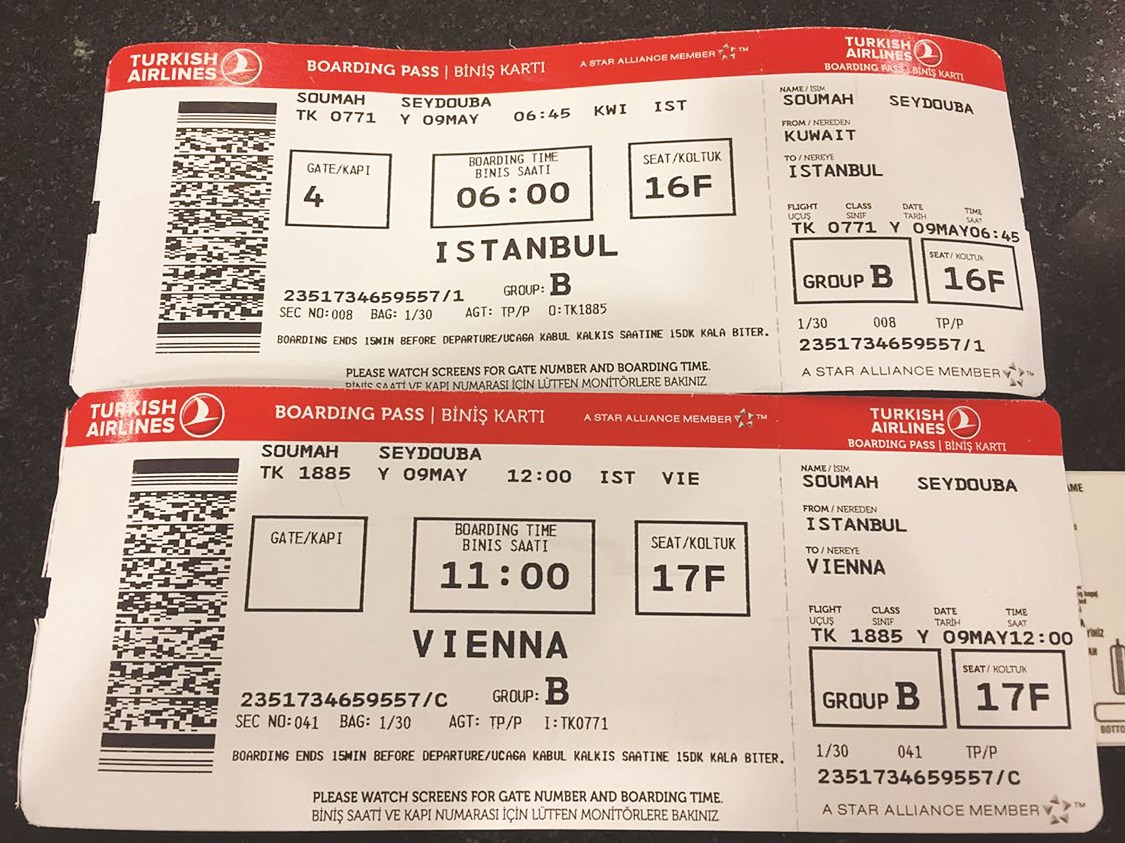 TURKISH AIRLINES
BOARDING PASS | BİNİŞ KARTI
A STAR ALLIANCE MEMBER ™
SOUMAH SEYDOUBA
TK 0771 Y 09MAY 06:45 KWI IST
GATE/KAPI
4
BOARDING TIME
BINIS SAATI
06:00
SEAT/KOLTUK
16F
ISTANBUL
2351734659557/1 GROUP: B
SEC NO:008 BAG: 1/30 AGT: TP/P O:TK1885
BOARDING ENDS 15MIN BEFORE DEPARTURE/UCAGA KABUL KALKIS SAATINE 15DK KALA BITER.
PLEASE WATCH SCREENS FOR GATE NUMBER AND BOARDING TIME.
BİNİŞ SAATİ VE KAPI NUMARASI İÇİN LÜTFEN MONİTÖRLERE BAKINIZ
TURKISH AIRLINES
BOARDING PASS | BİNİŞ KARTI
NAME / İSİM
SOUMAH SEYDOUBA
FROM / NEREDEN
KUWAIT
TO / NEREYE
ISTANBUL
FLIGHT CLASS DATE TIME
UÇUŞ SINIF TARİH SAAT
TK 0771 Y 09MAY06:45
GROUP B
SEAT/ KOLTUK
16F
1/30 008 TP/P
2351734659557/1
A STAR ALLIANCE MEMBER ™
TURKISH AIRLINES
BOARDING PASS | BİNİŞ KARTI
A STAR ALLIANCE MEMBER ™
SOUMAH SEYDOUBA
TK 1885 Y 09MAY 12:00 IST VIE
GATE/KAPI
BOARDING TIME
BINIS SAATI
11:00
SEAT/KOLTUK
17F
VIENNA
2351734659557/C GROUP: B
SEC NO:041 BAG: 1/30 AGT: TP/P I:TK0771
BOARDING ENDS 15MIN BEFORE DEPARTURE/UCAGA KABUL KALKIS SAATINE 15DK KALA BITER.
PLEASE WATCH SCREENS FOR GATE NUMBER AND BOARDING TIME.
BİNİŞ SAATİ VE KAPI NUMARASI İÇİN LÜTFEN MONİTÖRLERE BAKINIZ
TURKISH AIRLINES
BOARDING PASS | BİNİŞ KARTI
NAME / İSİM
SOUMAH SEYDOUBA
FROM / NEREDEN
ISTANBUL
TO / NEREYE
VIENNA
FLIGHT CLASS DATE TIME
UÇUŞ SINIF TARİH SAAT
TK 1885 Y 09MAY12:00
GROUP B
SEAT/ KOLTUK
17F
1/30 041 TP/P
2351734659557/C
A STAR ALLIANCE MEMBER ™